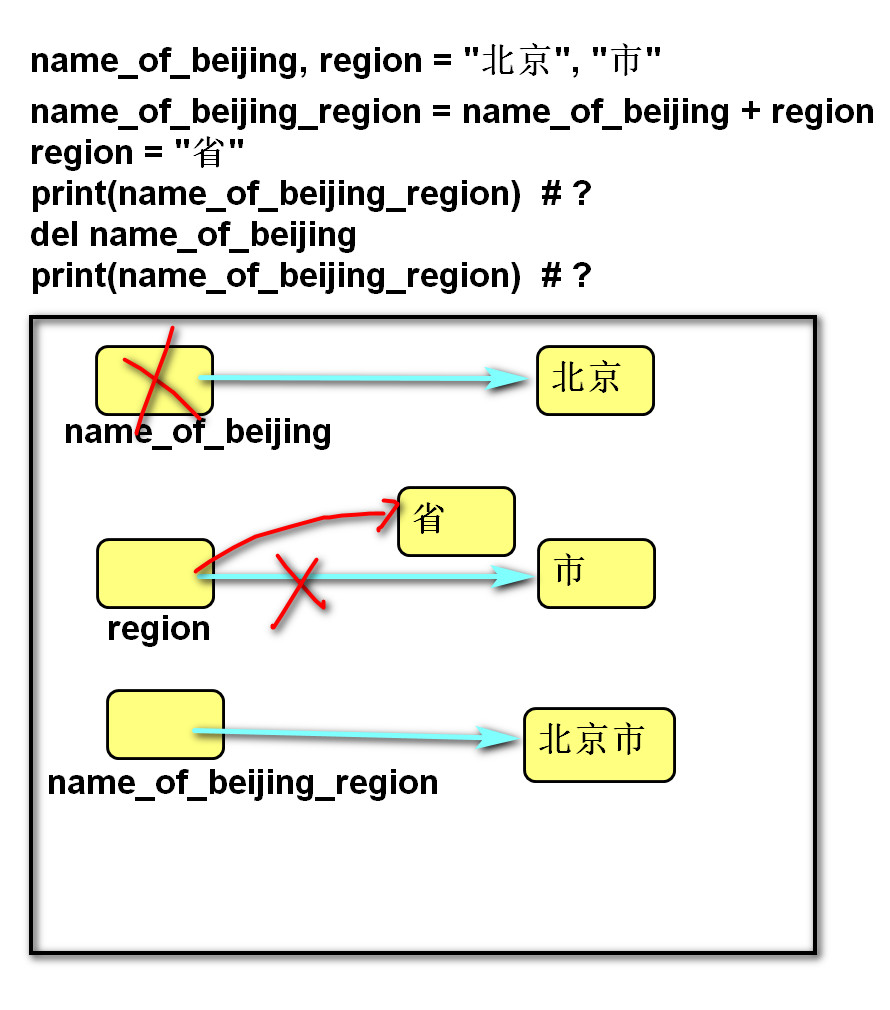 name_of_beijing, region = "北京", "市"
name_of_beijing_region = name_of_beijing + region
region = "省"
print(name_of_beijing_region)  # ?
del name_of_beijing
print(name_of_beijing_region)  # ?
北京
name_of_beijing
省
市
region
北京市
name_of_beijing_region